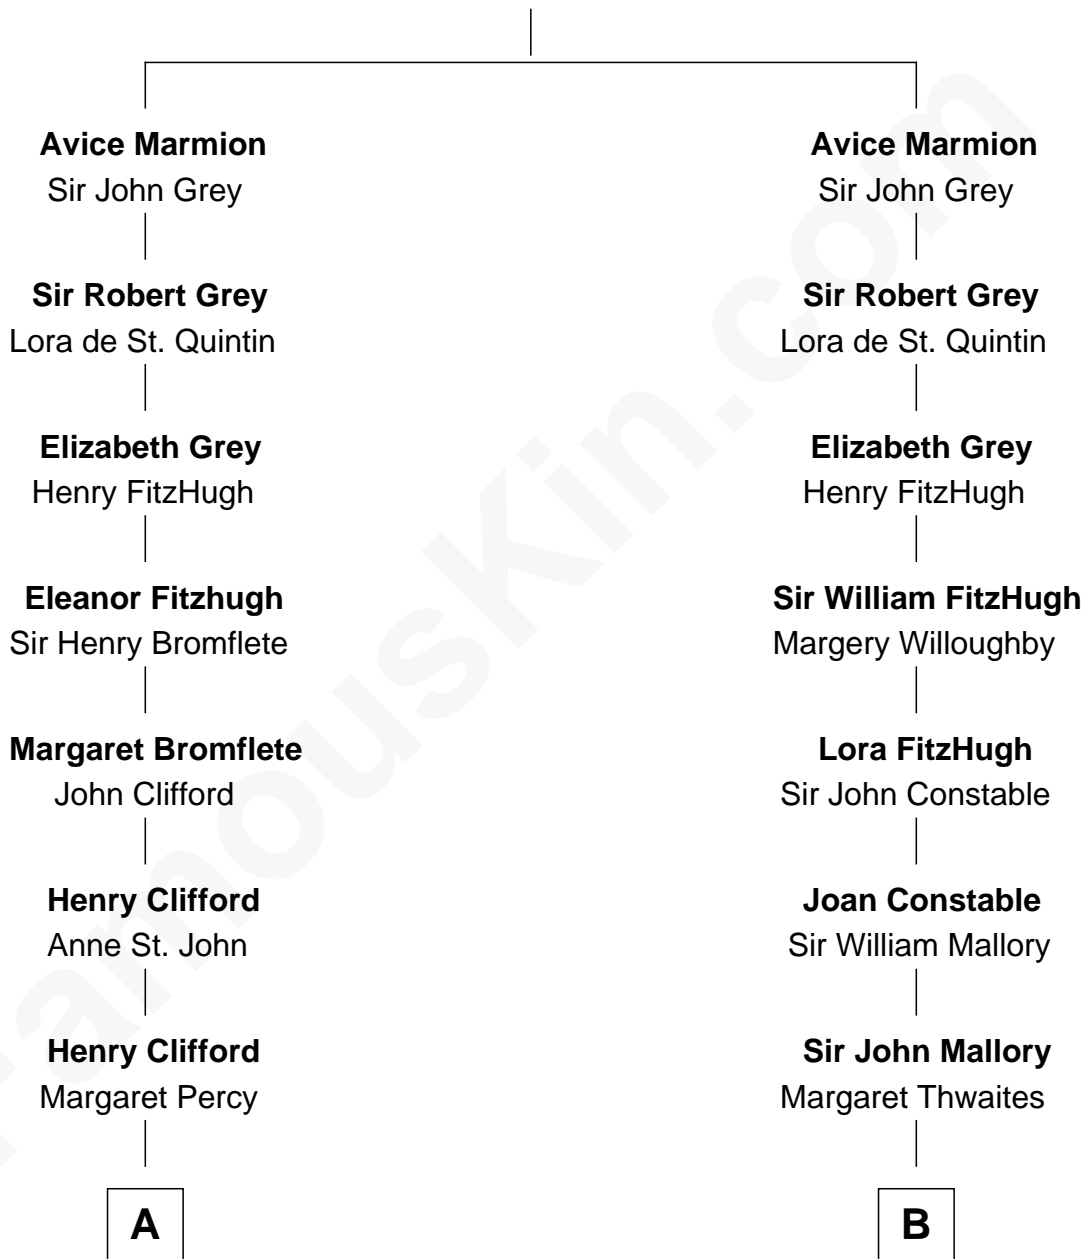 Avice Marmion
Sir John Grey
Sir Robert Grey
Lora de St. Quintin
Elizabeth Grey
Henry FitzHugh
Eleanor Fitzhugh
Sir Henry Bromflete
Margaret Bromflete
John Clifford
Henry Clifford
Anne St. John
Henry Clifford
Margaret Percy
A
Avice Marmion
Sir John Grey
Sir Robert Grey
Lora de St. Quintin
Elizabeth Grey
Henry FitzHugh
Sir William FitzHugh
Margery Willoughby
Lora FitzHugh
Sir John Constable
Joan Constable
Sir William Mallory
Sir John Mallory
Margaret Thwaites
B
FamousKin.com